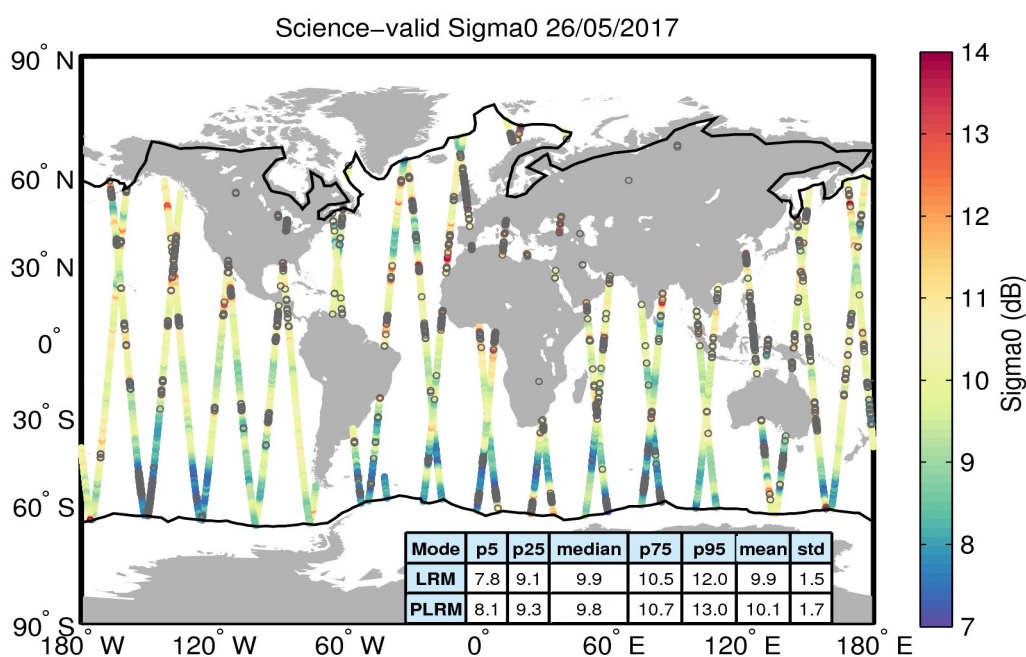 Science−valid Sigma0 26/05/2017
90° N
60° N
30° N
0°
30° S
60° S
90° S
180° W 120° W 60° W 0° 60° E 120° E 180° E
Mode p5 p25 median p75 p95 mean std
LRM 7.8 9.1 9.9 10.5 12.0 9.9 1.5
PLRM 8.1 9.3 9.8 10.7 13.0 10.1 1.7
14
13
12
11
10
9
8
7
Sigma0 (dB)